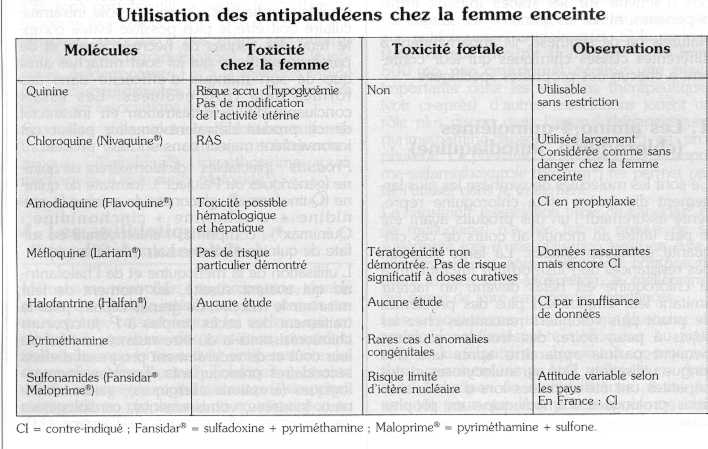 Utilisation des antipaludéens chez la femme enceinte
Molécules
Toxicité
chez la femme
Toxicité fœtale
Observations
Quinine
Risque accru d'hypoglycémie
Pas de modification
de l'activité utérine
Non
Utilisable
sans restriction
Chloroquine (Nivaquine®)
RAS
Utilisée largement
Considérée comme sans
danger chez la femme
enceinte
Amodiaquine (Flavoquine®)
Toxicité possible
hématologique
et hépatique
CI en prophylaxie
Méfloquine (Lariam®)
Pas de risque
particulier démontré
Tératogénicité non
démontrée. Pas de risque
significatif à doses curatives
Données rassurantes
mais encore CI
Halofantrine (Halfan®)
Aucune étude
Aucune étude
CI par insuffisance
de données
Pyriméthamine
Rares cas d'anomalies
congénitales
Sulfonamides (Fansidar®
Maloprime®)
Risque limité
d'ictère nucléaire
Attitude variable selon
les pays
En France : CI
CI = contre-indiqué ; Fansidar® = sulfadoxine + pyriméthamine ; Maloprime® = pyriméthamine + sulfone.